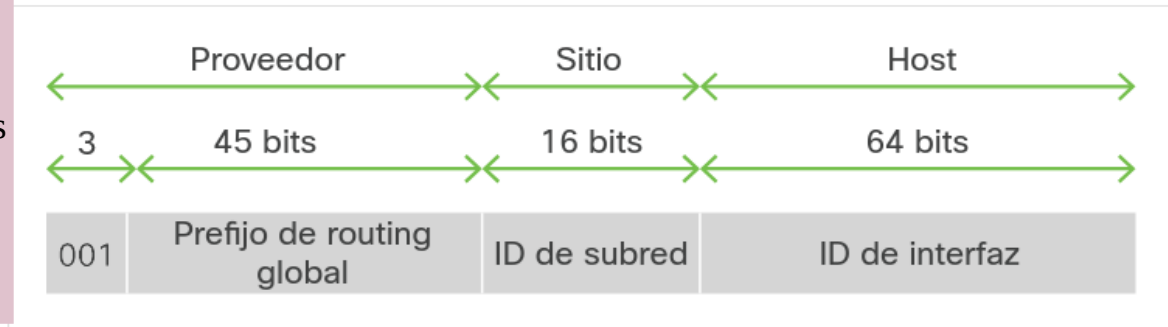 Proveedor Sitio Host
s
3 45 bits 16 bits 64 bits
001 Prefijo de routing global ID de subred ID de interfaz